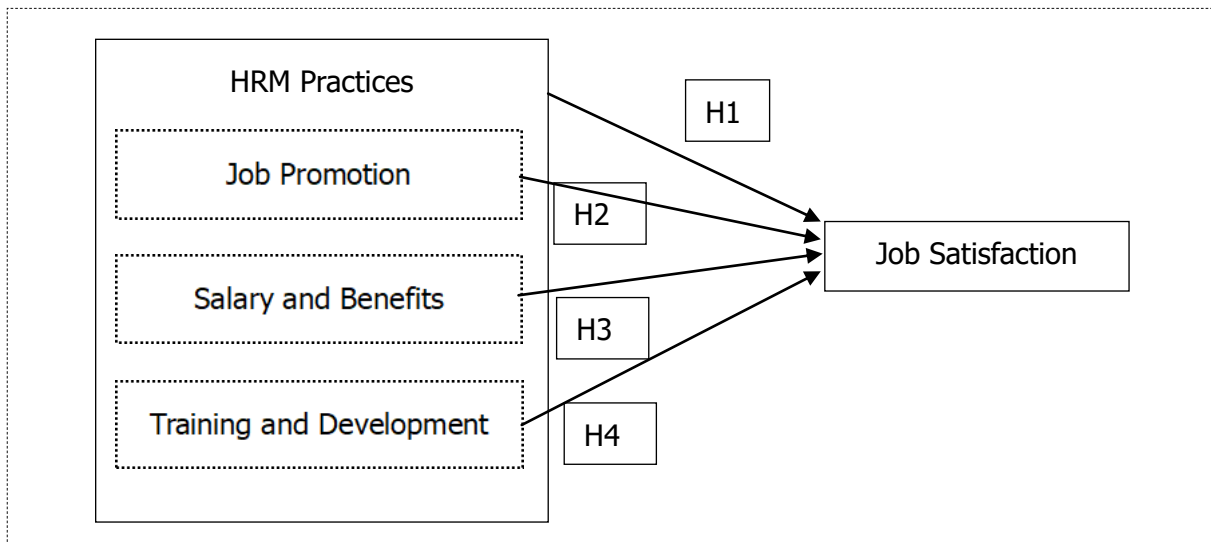 HRM Practices
H1
Job Promotion
H2
Job Satisfaction
Salary and Benefits
H3
Training and Development
H4